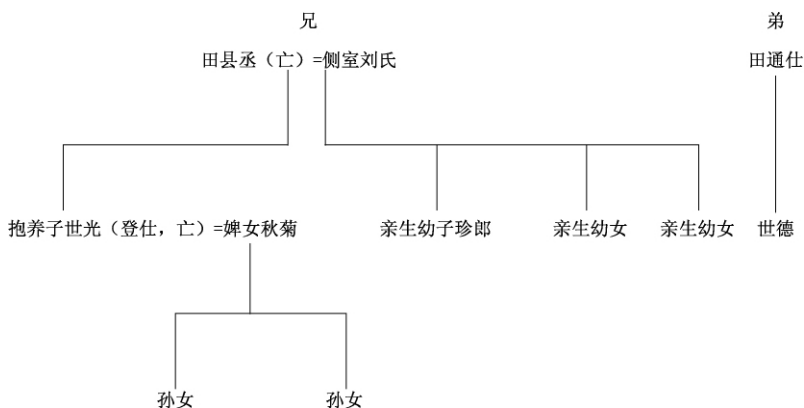 兄 弟
田县丞（亡）=侧室刘氏 田通仕
抱养子世光（登仕，亡）=婢女秋菊 亲生幼子珍郎 亲生幼女 亲生幼女 世德
孙女 孙女